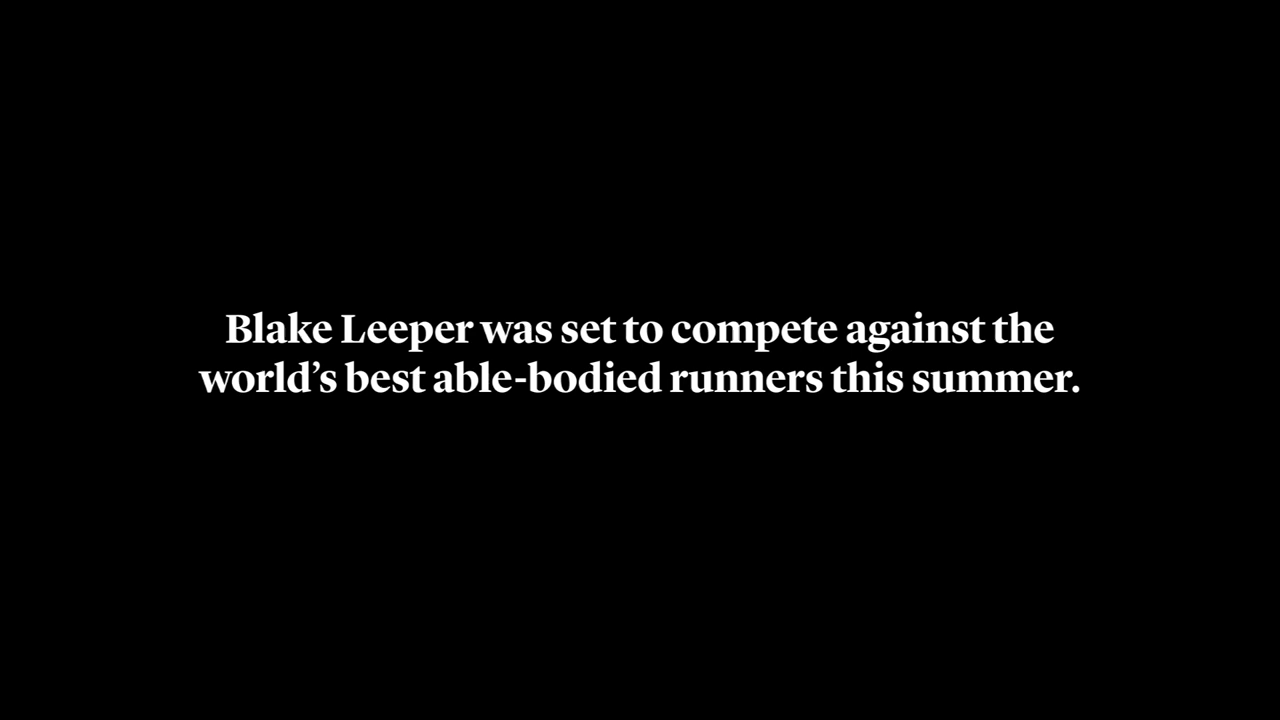 Blake Leeper was set to compete against the
world’s best able-bodied runners this summer.